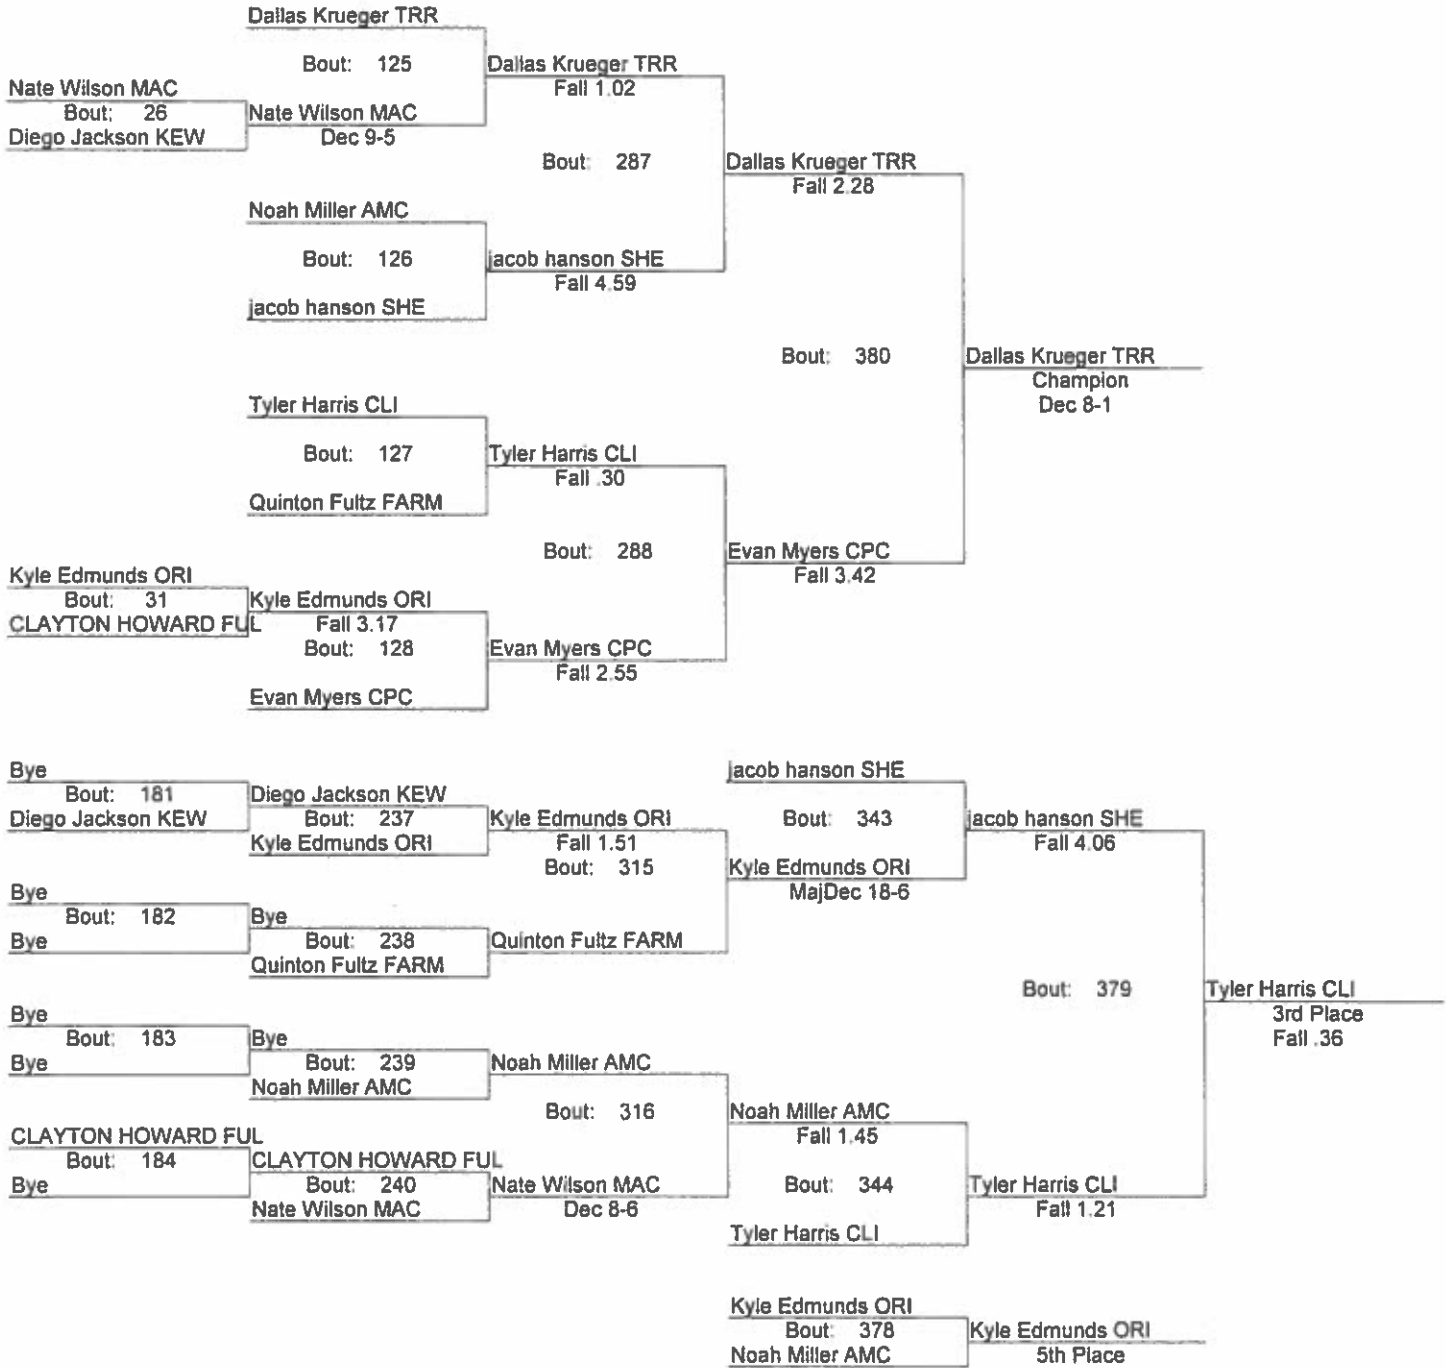 Dallas Krueger TRR
Bout: 125
Dallas Krueger TRR
Fall 1.02
Nate Wilson MAC
Bout: 26
Diego Jackson KEW
Nate Wilson MAC
Dec 9-5
Bout: 287
Dallas Krueger TRR
Fall 2.28
Noah Miller AMC
Bout: 126
jacob hanson SHE
Fall 4.59
jacob hanson SHE
Bout: 380
Dallas Krueger TRR
Champion
Dec 8-1
Tyler Harris CLI
Bout: 127
Tyler Harris CLI
Fall .30
Quinton Fultz FARM
Bout: 288
Evan Myers CPC
Fall 3.42
Kyle Edmunds ORI
Bout: 31
CLAYTON HOWARD FUL
Kyle Edmunds ORI
Fall 3.17
Bout: 128
Evan Myers CPC
Fall 2.55
Evan Myers CPC
Bye
Bout: 181
Diego Jackson KEW
Diego Jackson KEW
Bout: 237
Kyle Edmunds ORI
Kyle Edmunds ORI
Fall 1.51
Bout: 315
jacob hanson SHE
Bout: 343
Kyle Edmunds ORI
MajDec 18-6
jacob hanson SHE
Fall 4.06
Bye
Bout: 182
Bye
Bye
Bout: 238
Quinton Fultz FARM
Quinton Fultz FARM
Bout: 379
Tyler Harris CLI
3rd Place
Fall .36
Bye
Bout: 183
Bye
Bye
Bout: 239
Noah Miller AMC
Noah Miller AMC
Bout: 316
Noah Miller AMC
Fall 1.45
CLAYTON HOWARD FUL
Bout: 184
Bye
CLAYTON HOWARD FUL
Bout: 240
Nate Wilson MAC
Nate Wilson MAC
Dec 8-6
Bout: 344
Tyler Harris CLI
Fall 1.21
Tyler Harris CLI
Kyle Edmunds ORI
Bout: 378
Noah Miller AMC
Kyle Edmunds ORI
5th Place